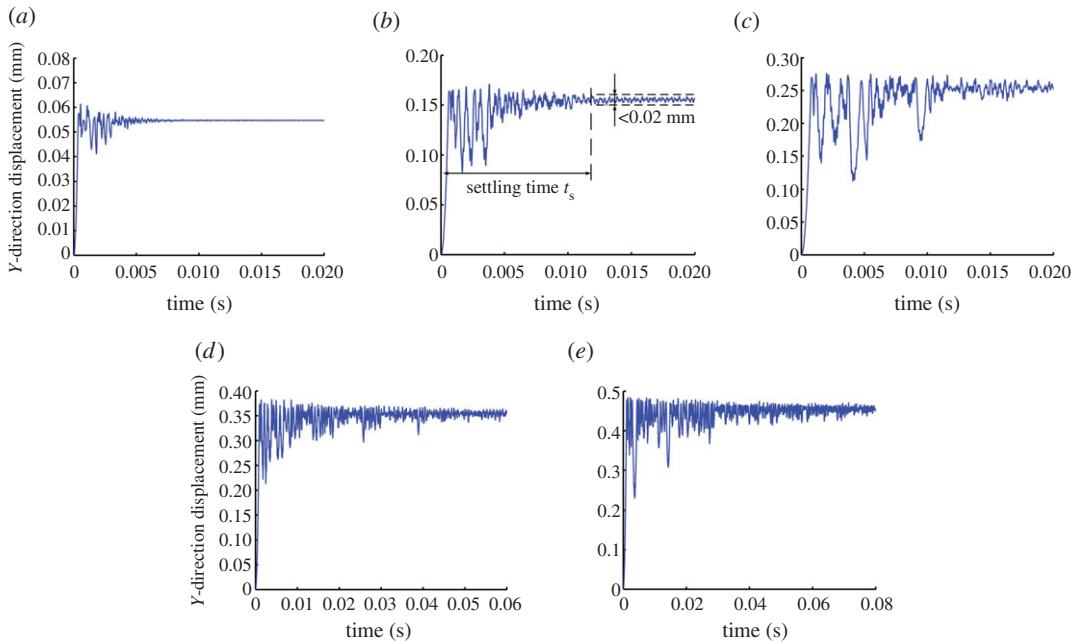 (a)
Y-direction displacement (mm)
0.08
0.07
0.06
0.05
0.04
0.03
0.02
0.01
0
0 0.005 0.010 0.015 0.020
time (s)
(b)
0.20
0.15
0.10
0.05
0
<0.02 mm
settling time ts
0 0.005 0.010 0.015 0.020
time (s)
(c)
0.30
0.25
0.20
0.15
0.10
0.05
0
0 0.005 0.010 0.015 0.020
time (s)
(d)
Y-direction displacement (mm)
0.40
0.35
0.30
0.25
0.20
0.15
0.10
0.05
0
0 0.01 0.02 0.03 0.04 0.05 0.06
time (s)
(e)
0.5
0.4
0.3
0.2
0.1
0
0 0.02 0.04 0.06 0.08
time (s)